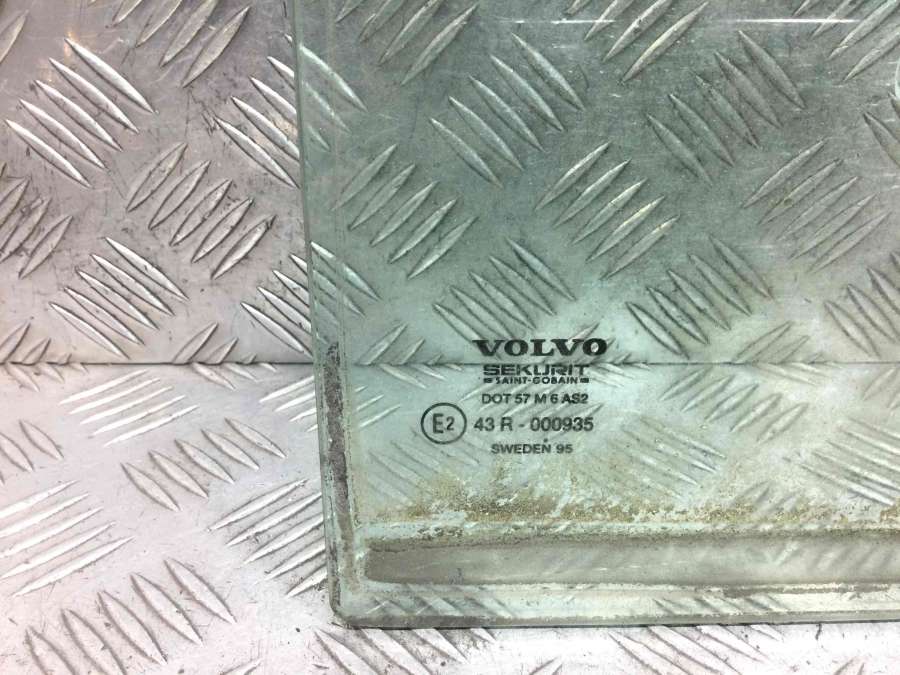 VOLVO
SEKURIT
SAINT-GOBAIN
DOT 57 M 6 AS2
E2 43 R - 000935
SWEDEN 95